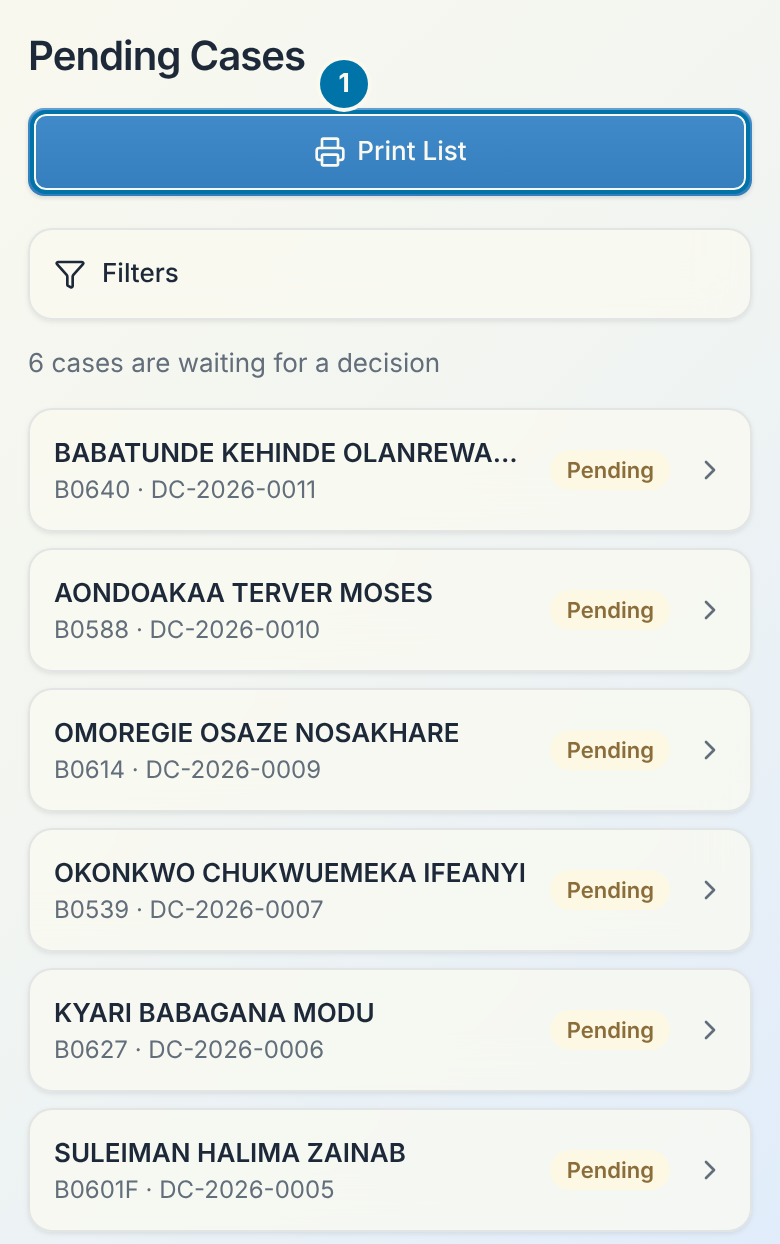 Pending Cases
1
Print List
Filters
6 cases are waiting for a decision
BABATUNDE KEHINDE OLANREWA...
B0640 · DC-2026-0011
Pending
AONDOAKAA TERVER MOSES
B0588 · DC-2026-0010
Pending
OMOREGIE OSAZE NOSAKHARE
B0614 · DC-2026-0009
Pending
OKONKWO CHUKWUEMEKA IFEANYI
B0539 · DC-2026-0007
Pending
KYARI BABAGANA MODU
B0627 · DC-2026-0006
Pending
SULEIMAN HALIMA ZAINAB
B0601F · DC-2026-0005
Pending